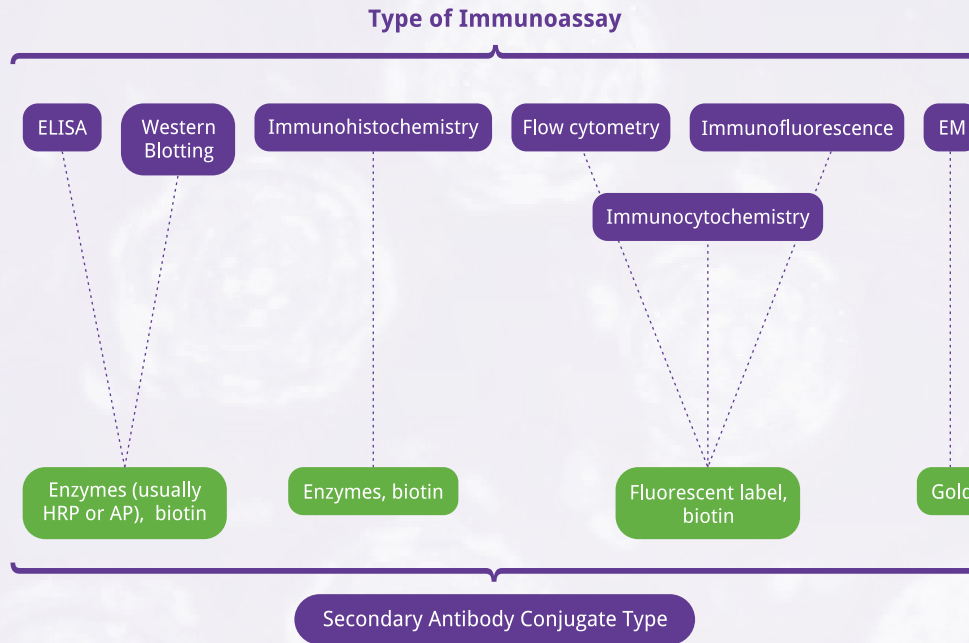 Type of Immunoassay
ELISA
Western
Blotting
Immunohistochemistry
Flow cytometry
Immunofluorescence
EM
Immunocytochemistry
Enzymes (usually
HRP or AP), biotin
Enzymes, biotin
Fluorescent label,
biotin
Gold
Secondary Antibody Conjugate Type